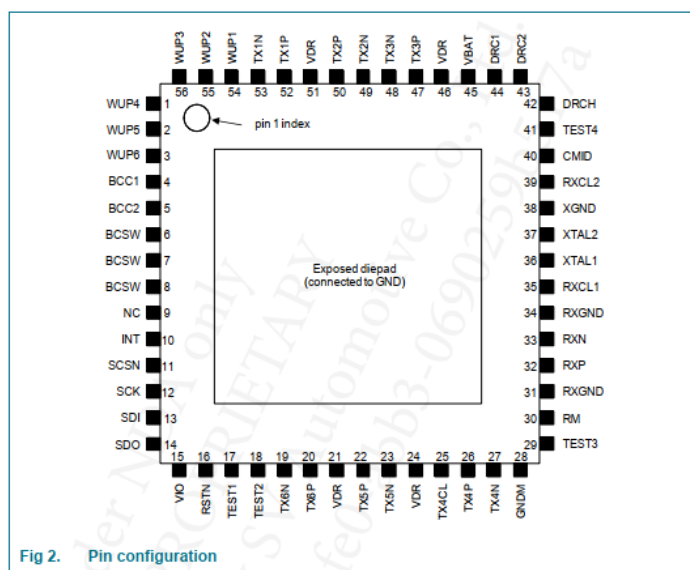 WUP3 WUP2 WUP1 TX1N TX1P VDR TX2P TX2N TX3N TX3P VDR VBAT DRC1 DRC2
56 55 54 53 52 51 50 49 48 47 46 45 44 43
WUP4 1
WUP5 2
WUP6 3
BCC1 4
BCC2 5
BCSW 6
BCSW 7
BCSW 8
NC 9
INT 10
SCSN 11
SCK 12
SDI 13
SDO 14
pin 1 index
Exposed diepad
(connected to GND)
42 DRCH
41 TEST4
40 CMID
39 RXCL2
38 XGND
37 XTAL2
36 XTAL1
35 RXCL1
34 RXGND
33 RXN
32 RXP
31 RXGND
30 RM
29 TEST3
15 16 17 18 19 20 21 22 23 24 25 26 27 28
VIO RSTN TEST1 TEST2 TX6N TX6P VDR TX5P TX5N VDR TX4CL TX4P TX4N GNDM
Fig 2. Pin configuration